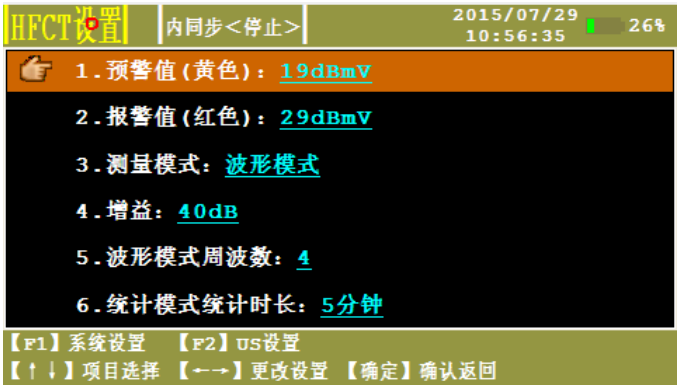 HFCT设置 内同步<停止> 2015/07/29 26%
10:56:35
1.预警值(黄色): 19dBmV
2.报警值(红色): 29dBmV
3.测量模式: 波形模式
4.增益: 40dB
5.波形模式周波数: 4
6.统计模式统计时长: 5分钟
【F1】系统设置 【F2】US设置
【↑↓】项目选择 【←→】更改设置 【确定】确认返回